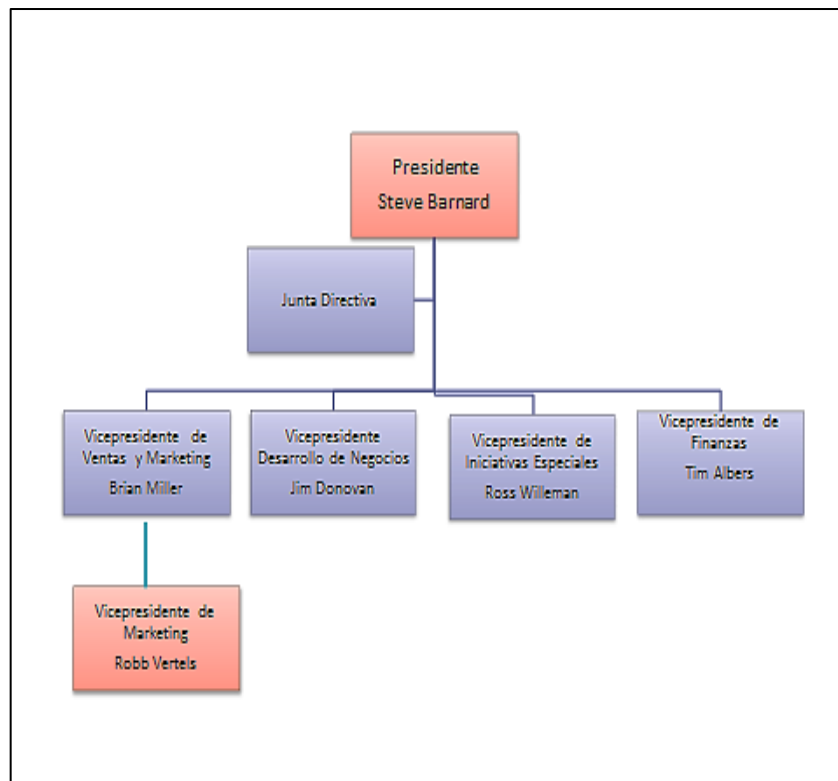 Presidente
Steve Barnard
Junta Directiva
Vicepresidente de
Ventas y Marketing
Brian Miller
Vicepresidente
Desarrollo de Negocios
Jim Donovan
Vicepresidente de
Iniciativas Especiales
Ross Willeman
Vicepresidente de
Finanzas
Tim Albers
Vicepresidente de
Marketing
Robb Vertels